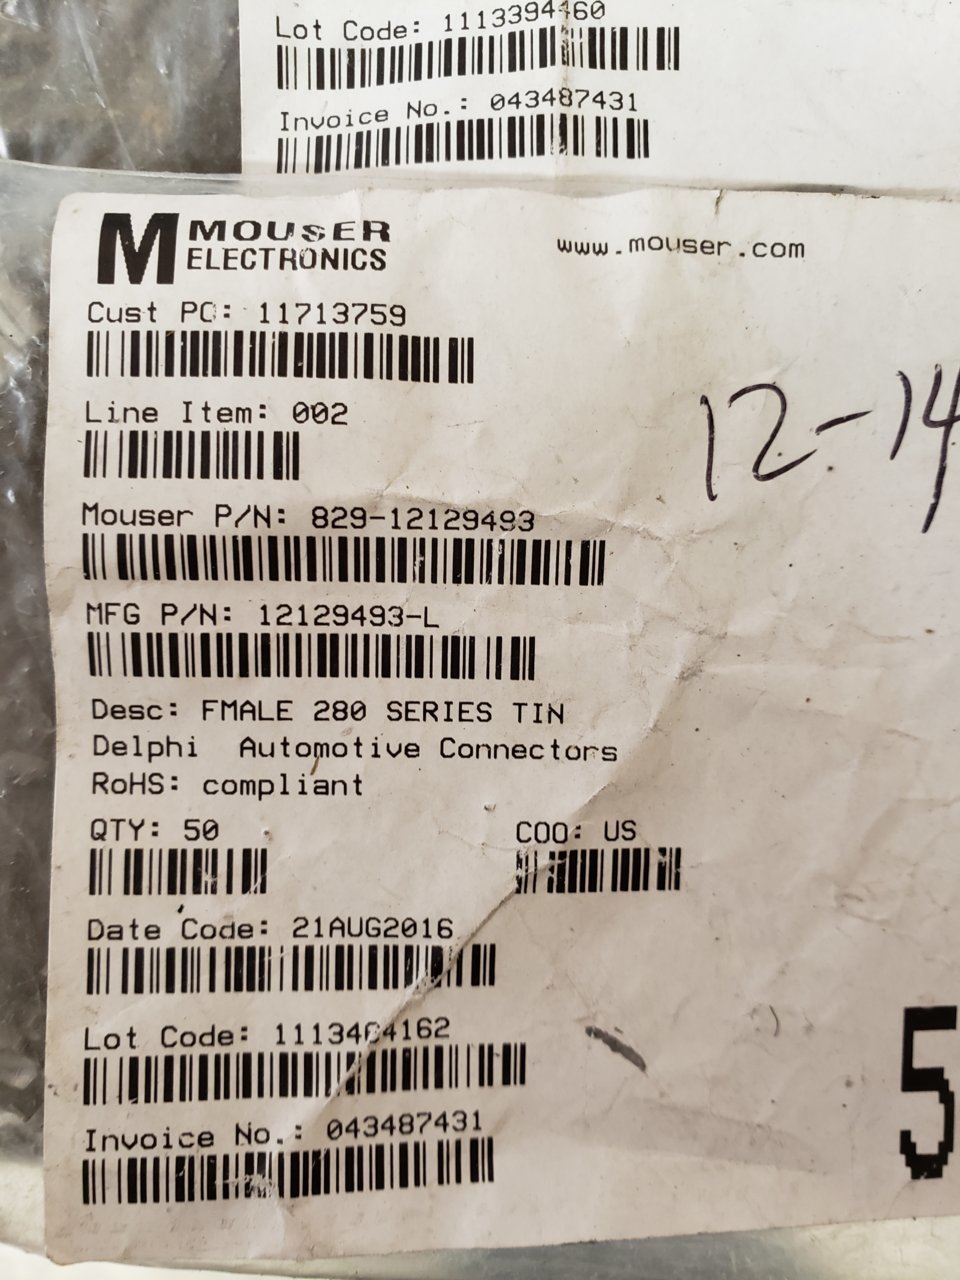 Lot Code: 1113394460
Invoice No.: 043487431
M MOUSER
ELECTRONICS
www.mouser.com
Cust PO: 11713759
Line Item: 002
12-14
Mouser P/N: 829-12129493
MFG P/N: 12129493-L
Desc: FMALE 280 SERIES TIN
Delphi Automotive Connectors
RoHS: compliant
QTY: 50
COO: US
Date Code: 21AUG2016
Lot Code: 1113464162
Invoice No.: 043487431
5